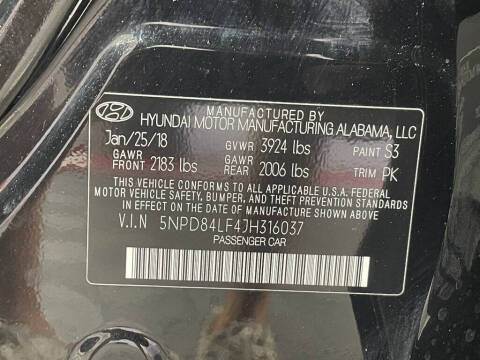 MANUFACTURED BY
HYUNDAI MOTOR MANUFACTURING ALABAMA, LLC
Jan/25/18 GVWR 3924 lbs PAINT S3
GAWR FRONT 2183 lbs GAWR REAR 2006 lbs TRIM PK
THIS VEHICLE CONFORMS TO ALL APPLICABLE U.S.A. FEDERAL
MOTOR VEHICLE SAFETY, BUMPER, AND THEFT PREVENTION STANDARDS
IN EFFECT ON THE DATE OF MANUFACTURE SHOWN ABOVE.
V.I.N 5NPD84LF4JH316037
PASSENGER CAR